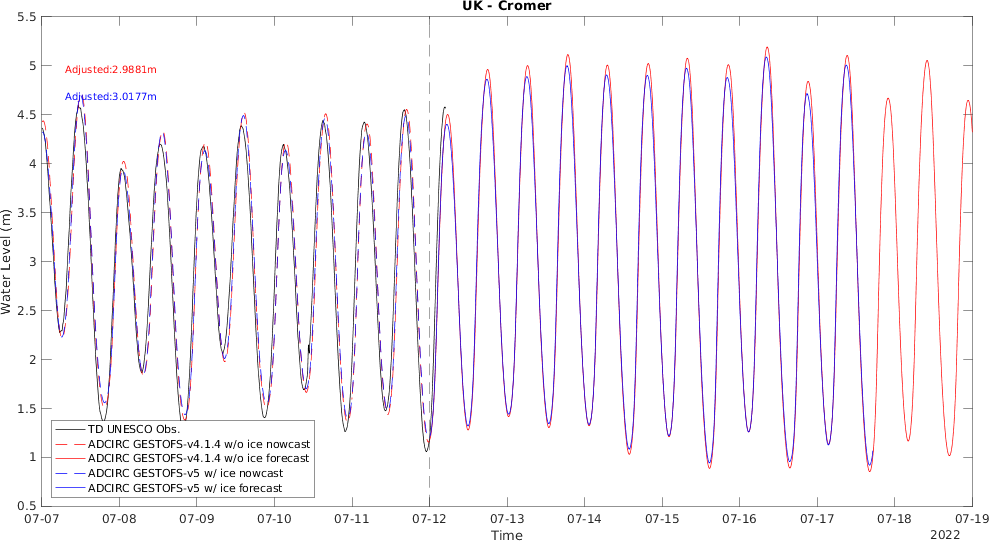 UK - Cromer
5.5
5
4.5
4
3.5
3
2.5
2
1.5
1
0.5
Water Level (m)
Adjusted:2.9881m
Adjusted:3.0177m
TD UNESCO Obs.
ADCIRC GESTOFS-v4.1.4 w/o ice nowcast
ADCIRC GESTOFS-v4.1.4 w/o ice forecast
ADCIRC GESTOFS-v5 w/ ice nowcast
ADCIRC GESTOFS-v5 w/ ice forecast
07-07 07-08 07-09 07-10 07-11 07-12 07-13 07-14 07-15 07-16 07-17 07-18 07-19
Time
2022